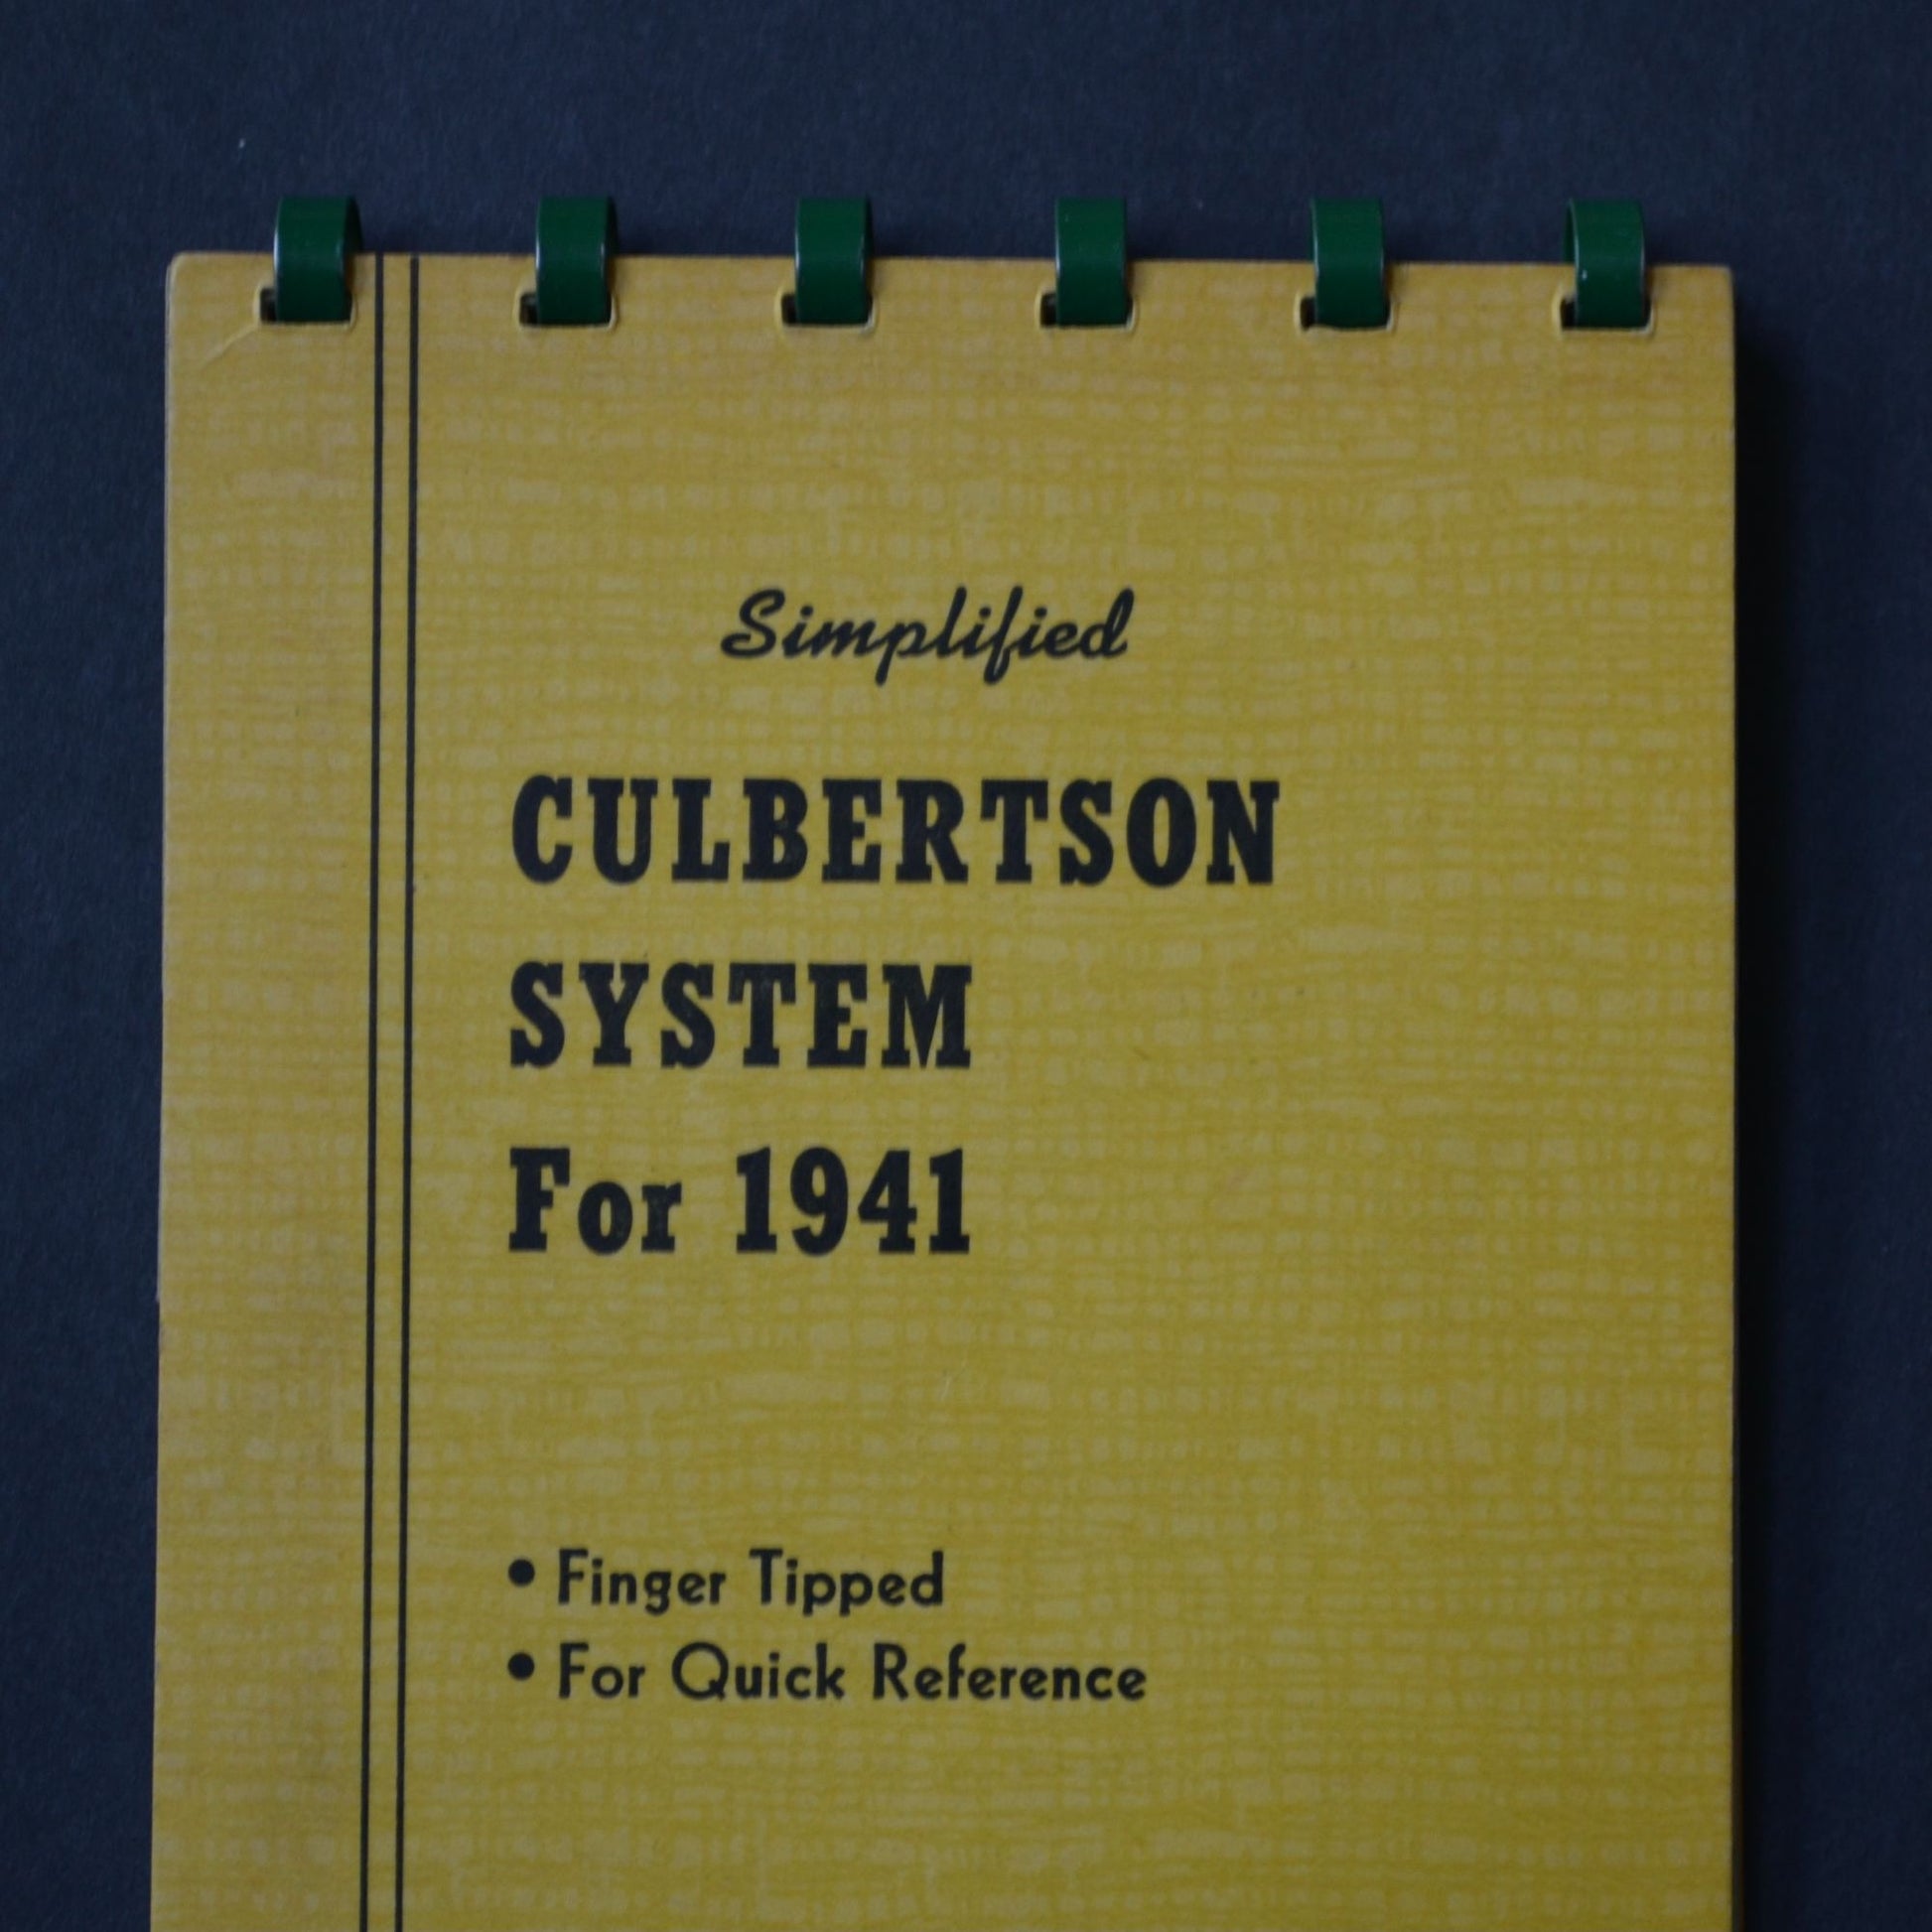 Simplified
CULBERTSON
SYSTEM
For 1941
• Finger Tipped
• For Quick Reference